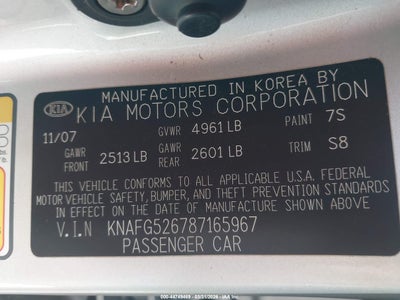 MANUFACTURED IN KOREA BY
KIA KIA MOTORS CORPORATION
11/07 GVWR 4961 LB PAINT 7S
GAWR FRONT 2513 LB GAWR REAR 2601 LB TRIM S8
THIS VEHICLE CONFORMS TO ALL APPLICABLE U.S.A. FEDERAL
MOTOR VEHICLE SAFETY, BUMPER, AND THEFT PREVENTION STANDARDS
IN EFFECT ON THE DATE OF MANUFACTURE SHOWN ABOVE
V.I.N KNAFG526787165967
PASSENGER CAR